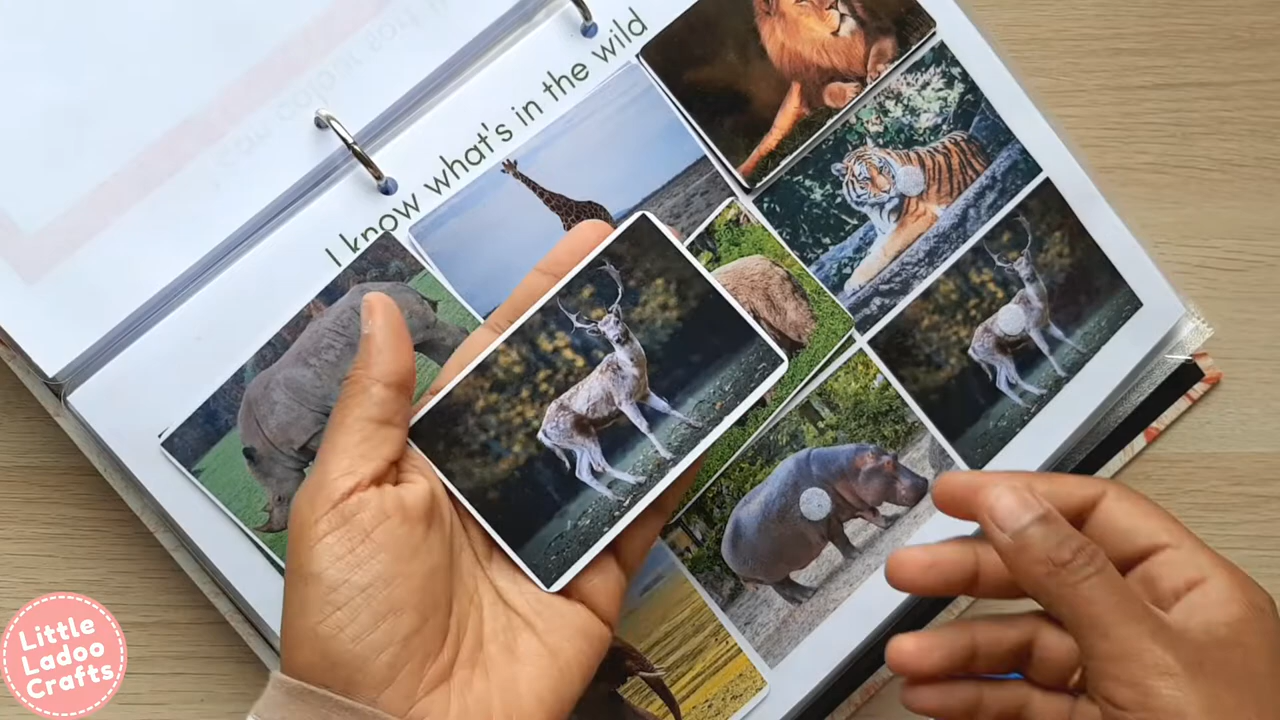 I know what's in the wild
Little
Ladoo
Crafts